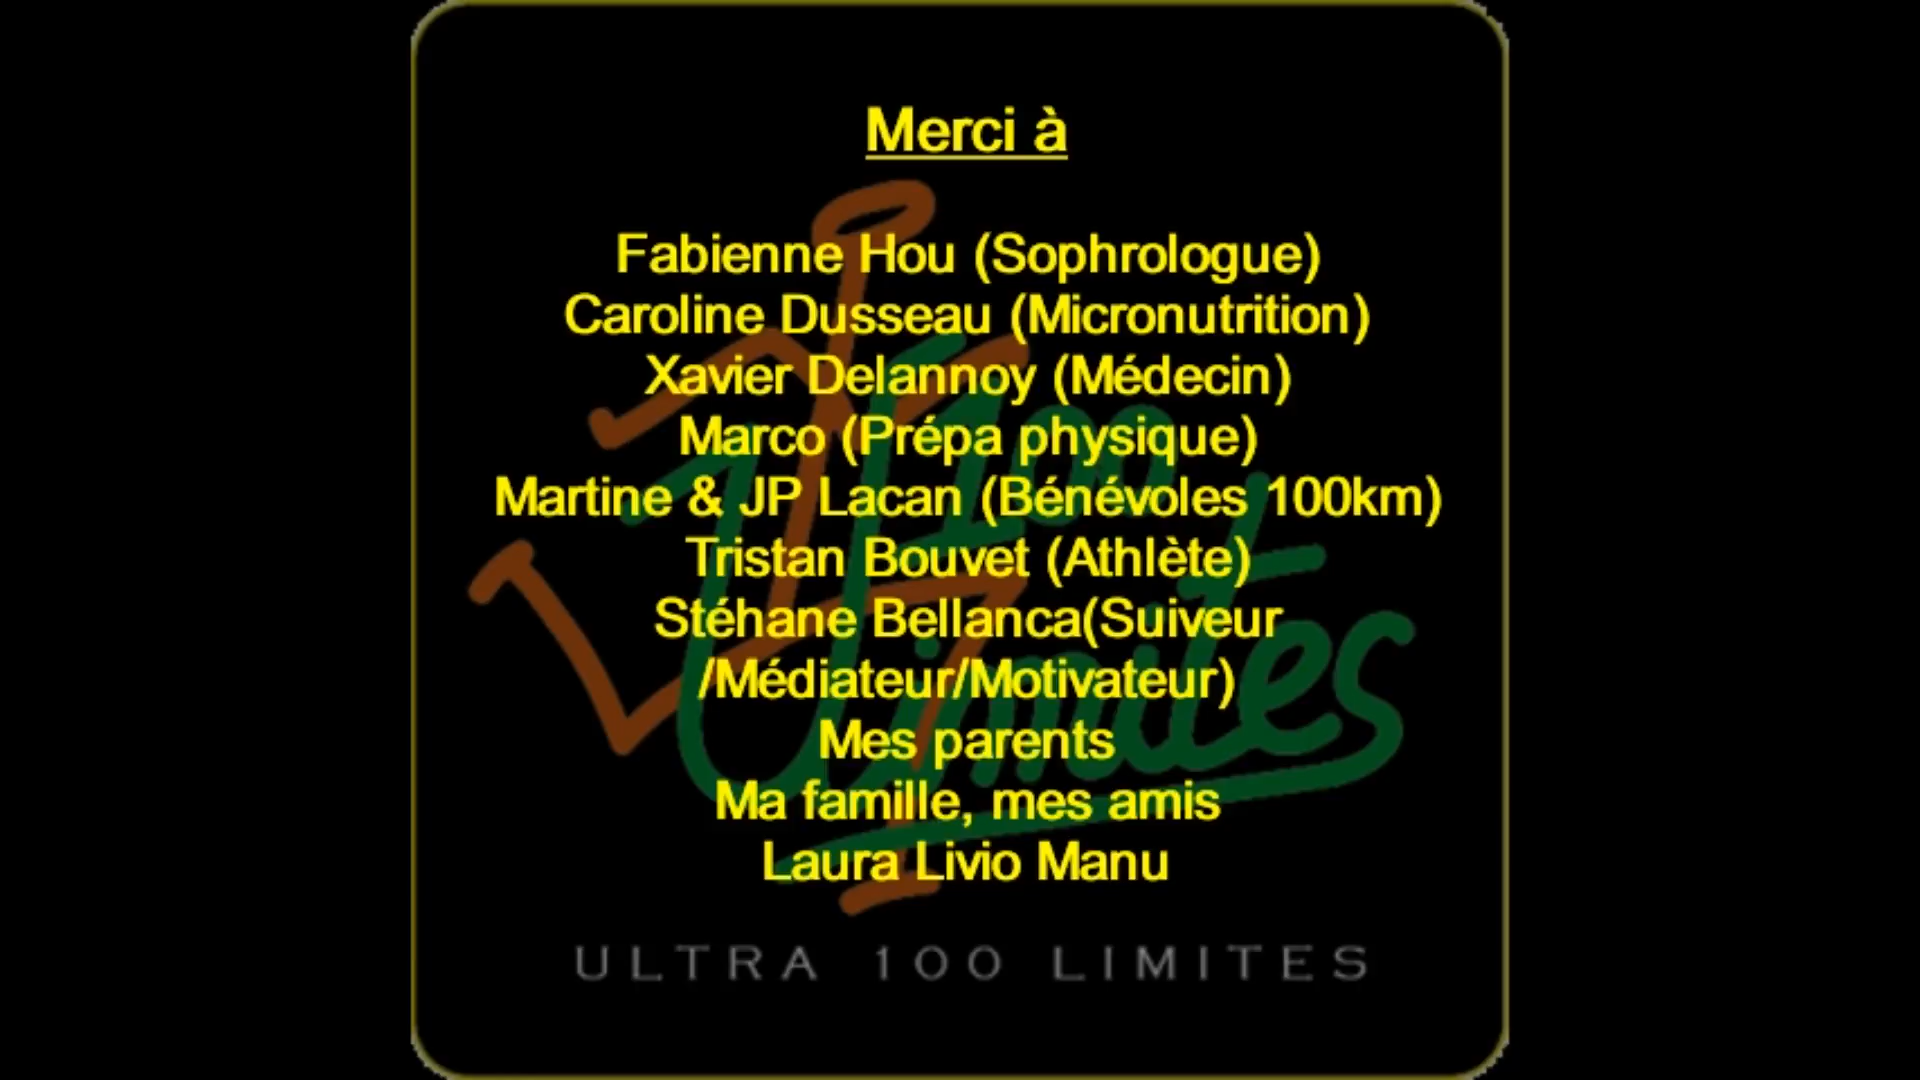 Merci à
Fabienne Hou (Sophrologue)
Caroline Dusseau (Micronutrition)
Xavier Delannoy (Médecin)
Marco (Prépa physique)
Martine & JP Lacan (Bénévoles 100km)
Tristan Bouvet (Athlète)
Stéhane Bellanca(Suiveur
/Médiateur/Motivateur)
Mes parents
Ma famille, mes amis
Laura Livio Manu
100
Limites
ULTRA 100 LIMITES